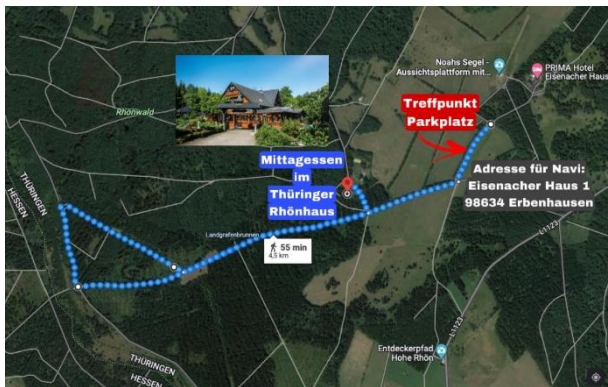 Noahs Segel -
Aussichtsplattform mit...
PRIMA Hotel
Eisenacher Haus
Rhönwald
Treffpunkt
Parkplatz
Mittagessen
im
Thüringer
Rhönhaus
Adresse für Navi:
Eisenacher Haus 1
98634 Erbenhausen
THÜRINGEN
HESSEN
Landgrafenbrunnen
55 min
4,5 km
L1123
L1123
Entdeckerpfad
Hohe Rhön
THÜRINGEN
HESSEN